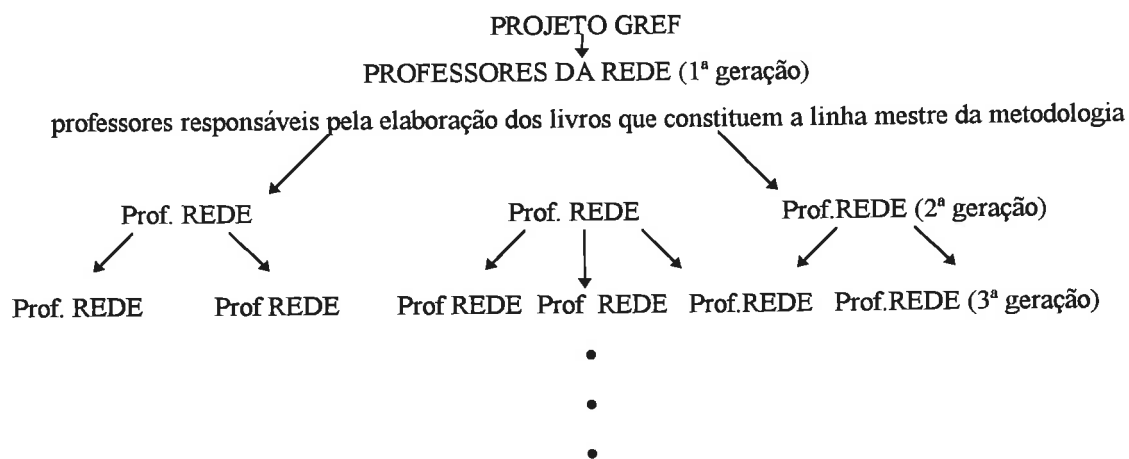 PROJETO GREF
PROFESSORES DA REDE (1ª geração)
professores responsáveis pela elaboração dos livros que constituem a linha mestre da metodologia
Prof. REDE Prof. REDE Prof.REDE (2ª geração)
Prof. REDE Prof REDE Prof REDE Prof REDE Prof.REDE Prof.REDE (3ª geração)